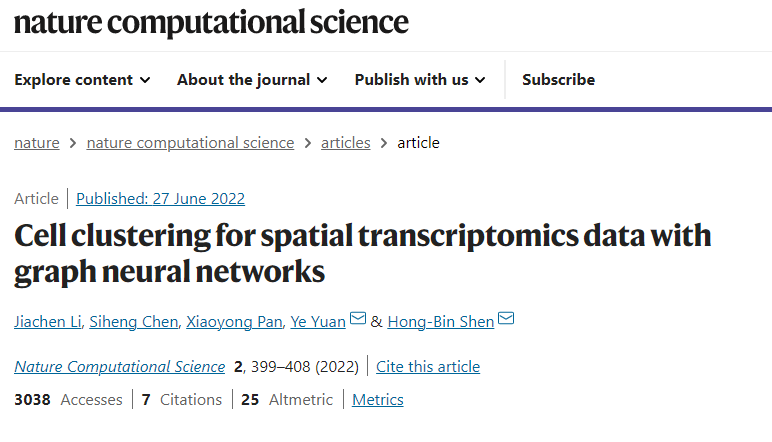 nature computational science
Explore content About the journal Publish with us Subscribe
nature > nature computational science > articles > article
Article | Published: 27 June 2022
Cell clustering for spatial transcriptomics data with
graph neural networks
Jiachen Li, Siheng Chen, Xiaoyong Pan, Ye Yuan & Hong-Bin Shen
Nature Computational Science 2, 399–408 (2022) | Cite this article
3038 Accesses | 7 Citations | 25 Altmetric | Metrics